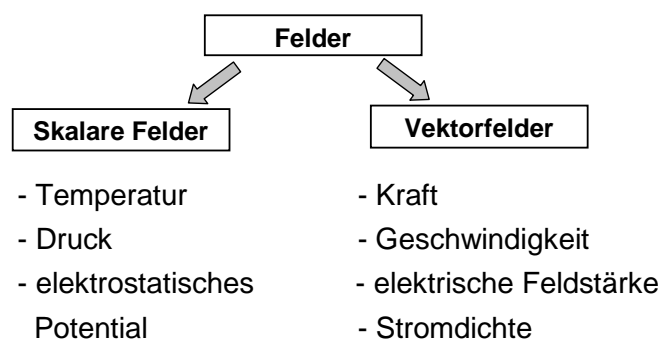 Felder
Skalare Felder
Vektorfelder
- Temperatur
- Druck
- elektrostatisches
Potential
- Kraft
- Geschwindigkeit
- elektrische Feldstärke
- Stromdichte